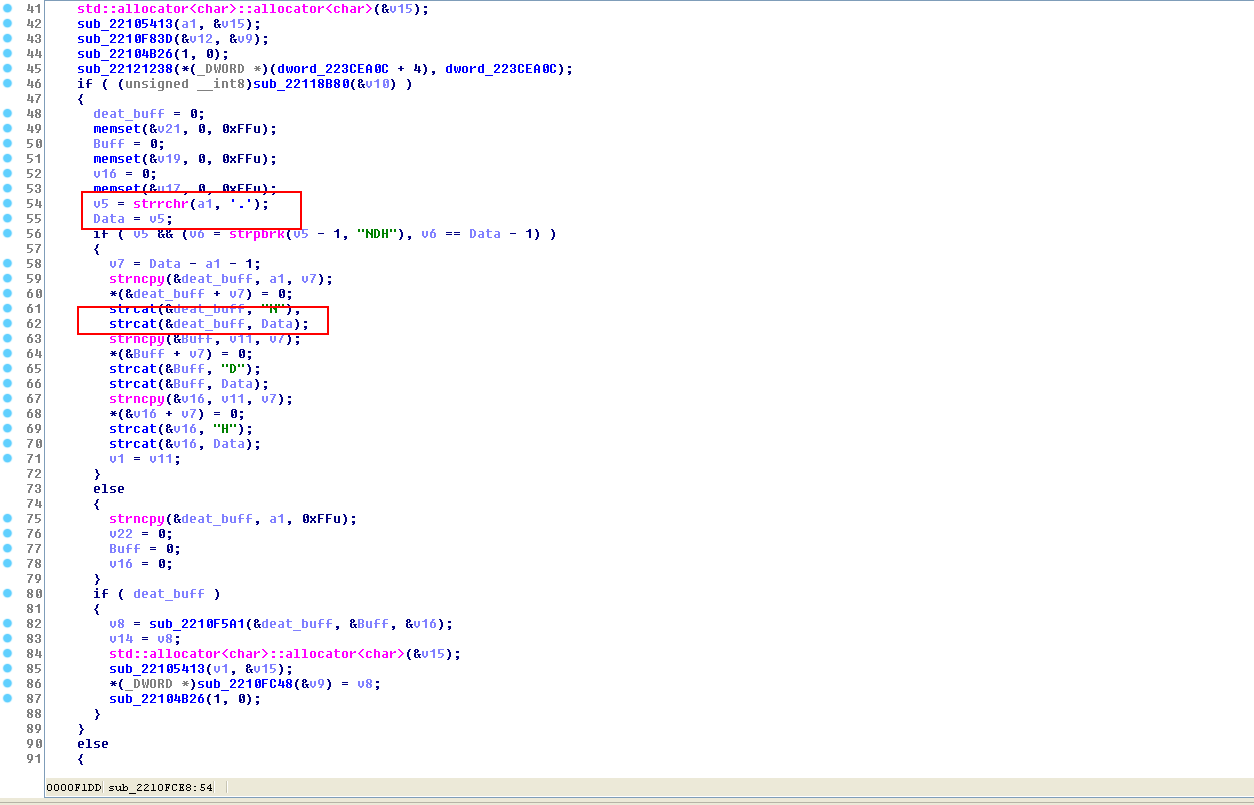 41 std::allocator<char>::allocator<char>(&v15);
42 sub_22105413(a1, &v15);
43 sub_2210F83D(&v12, &v9);
44 sub_22104B26(1, 0);
45 sub_22121238(*(_DWORD *)(dword_223CEA0C + 4), dword_223CEA0C);
46 if ( (unsigned __int8)sub_22118B80(&v10) )
47 {
48 deat_buff = 0;
49 memset(&v21, 0, 0xFFu);
50 Buff = 0;
51 memset(&v19, 0, 0xFFu);
52 v16 = 0;
53 memset(&v17, 0, 0xFFu);
54 v5 = strrchr(a1, '.');
55 Data = v5;
56 if ( v5 && (v6 = strpbrk(v5 - 1, "NDH"), v6 == Data - 1) )
57 {
58 v7 = Data - a1 - 1;
59 strncpy(&deat_buff, a1, v7);
60 *(&deat_buff + v7) = 0;
61 strcat(&deat_buff, "N");
62 strcat(&deat_buff, Data);
63 strncpy(&Buff, v11, v7);
64 *(&Buff + v7) = 0;
65 strcat(&Buff, "D");
66 strcat(&Buff, Data);
67 strncpy(&v16, v11, v7);
68 *(&v16 + v7) = 0;
69 strcat(&v16, "H");
70 strcat(&v16, Data);
71 v1 = v11;
72 }
73 else
74 {
75 strncpy(&deat_buff, a1, 0xFFu);
76 v22 = 0;
77 Buff = 0;
78 v16 = 0;
79 }
80 if ( deat_buff )
81 {
82 v8 = sub_2210F5A1(&deat_buff, &Buff, &v16);
83 v14 = v8;
84 std::allocator<char>::allocator<char>(&v15);
85 sub_22105413(v1, &v15);
86 *(_DWORD *)sub_2210FC48(&v9) = v8;
87 sub_22104B26(1, 0);
88 }
89 }
90 else
91 {
0000F1DD sub_2210FCE8:54